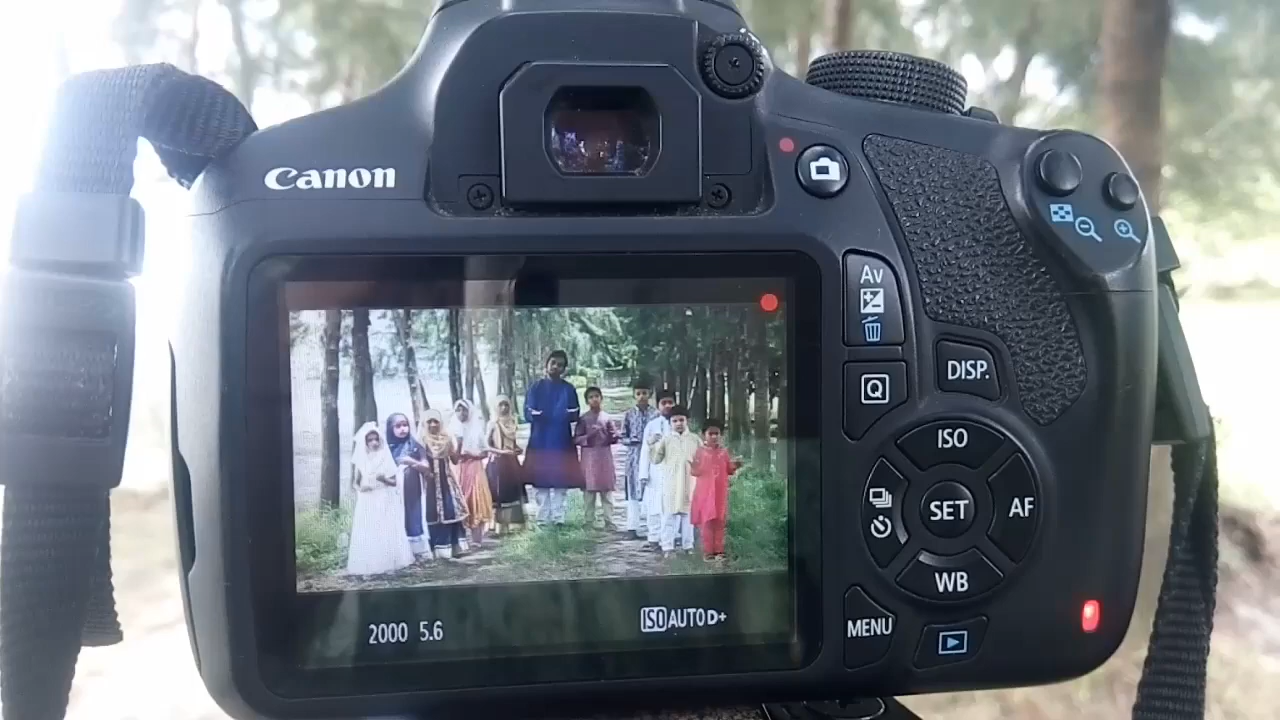 Canon
Av
Q
DISP.
ISO
SET
AF
WB
MENU
2000 5.6
ISO AUTO D+